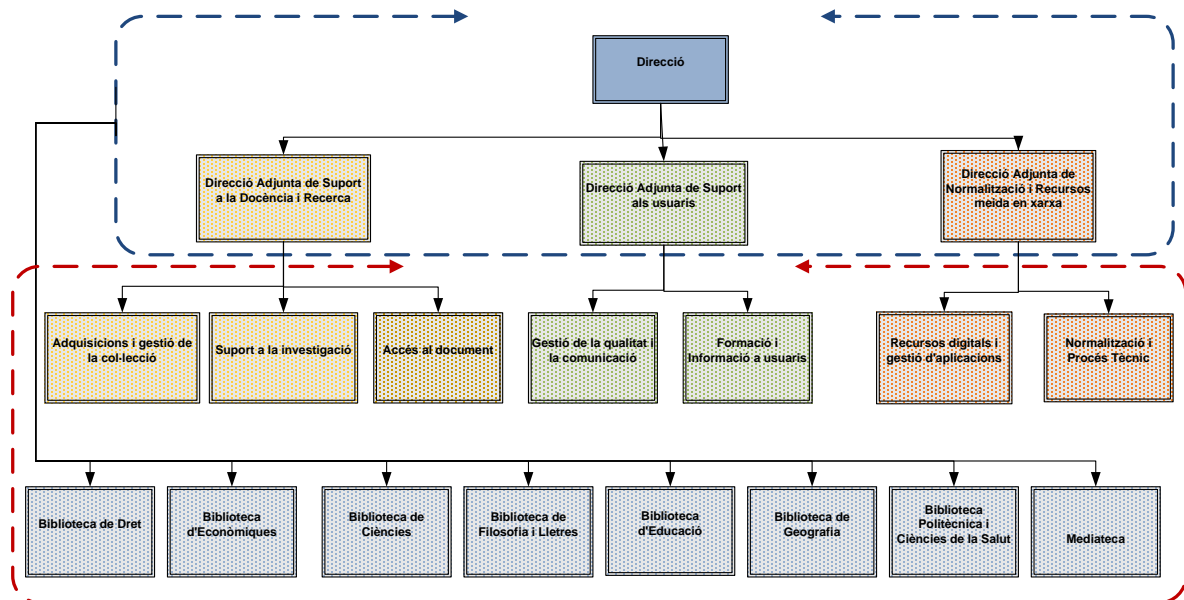 Direcció
Direcció Adjunta de Suport
a la Docència i Recerca
Direcció Adjunta de Suport
als usuaris
Direcció Adjunta de
Normalització i Recursos
meida en xarxa
Adquisicions i gestió de
la col·lecció
Suport a la investigació
Accés al document
Gestió de la qualitat i
la comunicació
Formació i
Informació a usuaris
Recursos digitals i
gestió d'aplicacions
Normalització i
Procés Tècnic
Biblioteca de Dret
Biblioteca
d'Econòmiques
Biblioteca de
Ciències
Biblioteca de
Filosofia i Lletres
Biblioteca
d'Educació
Biblioteca de
Geografia
Biblioteca
Politècnica i
Ciències de la Salut
Mediateca